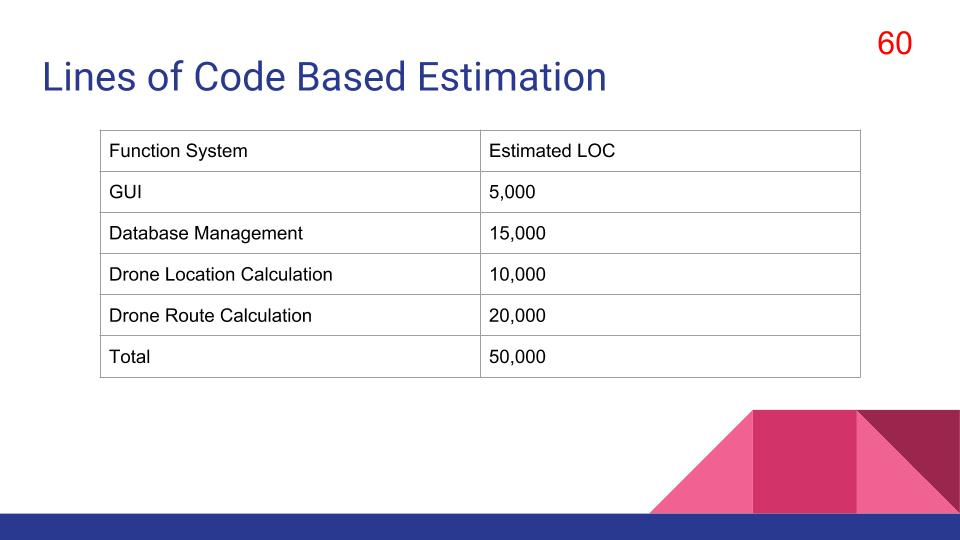 60
Lines of Code Based Estimation
Function System Estimated LOC
GUI 5,000
Database Management 15,000
Drone Location Calculation 10,000
Drone Route Calculation 20,000
Total 50,000